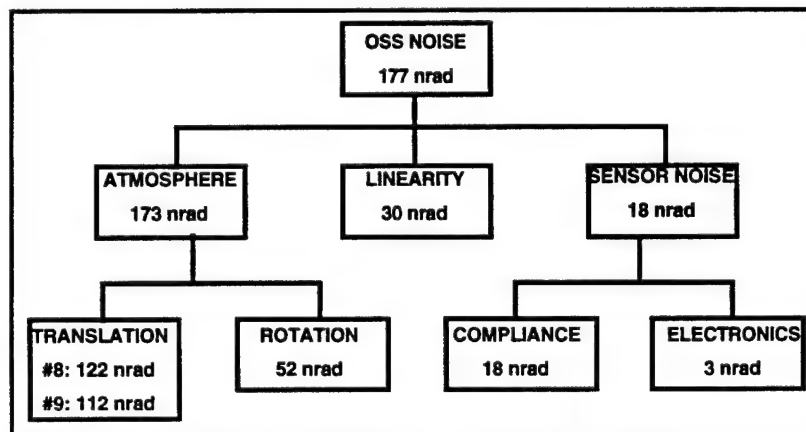 OSS NOISE
177 nrad
ATMOSPHERE
173 nrad
LINEARITY
30 nrad
SENSOR NOISE
18 nrad
TRANSLATION
#8: 122 nrad
#9: 112 nrad
ROTATION
52 nrad
COMPLIANCE
18 nrad
ELECTRONICS
3 nrad